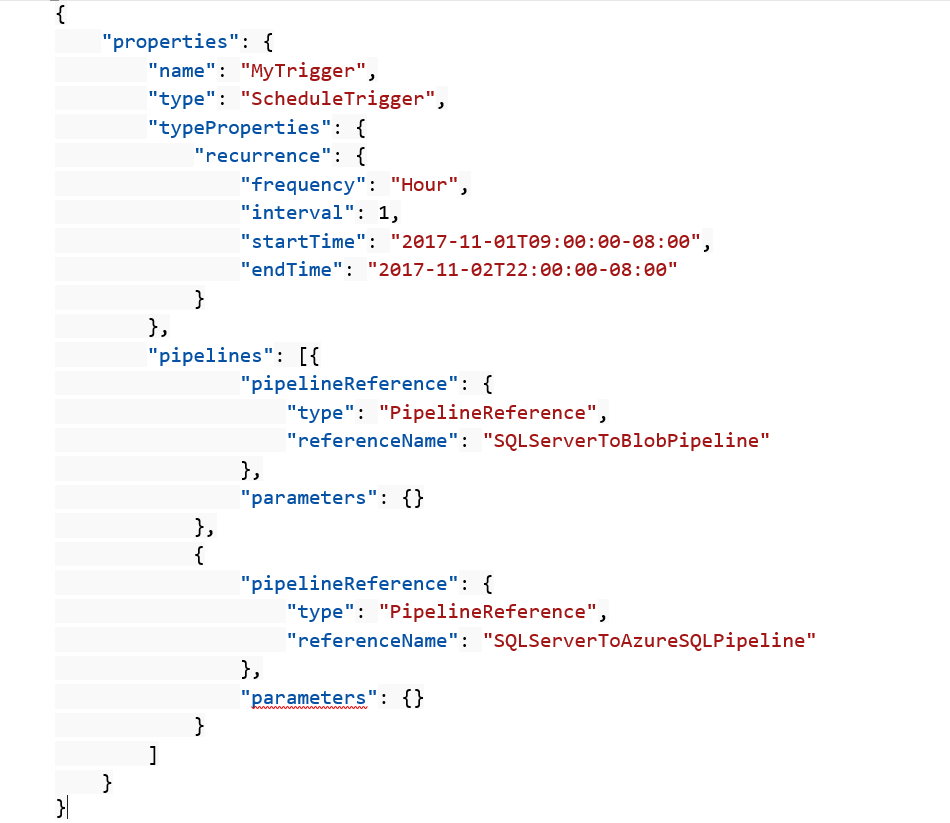 {
    "properties": {
        "name": "MyTrigger",
        "type": "ScheduleTrigger",
        "typeProperties": {
            "recurrence": {
                "frequency": "Hour",
                "interval": 1,
                "startTime": "2017-11-01T09:00:00-08:00",
                "endTime": "2017-11-02T22:00:00-08:00"
            }
        },
        "pipelines": [{
                "pipelineReference": {
                    "type": "PipelineReference",
                    "referenceName": "SQLServerToBlobPipeline"
                },
                "parameters": {}
            },
            {
                "pipelineReference": {
                    "type": "PipelineReference",
                    "referenceName": "SQLServerToAzureSQLPipeline"
                },
                "parameters": {}
            }
        ]
    }
}